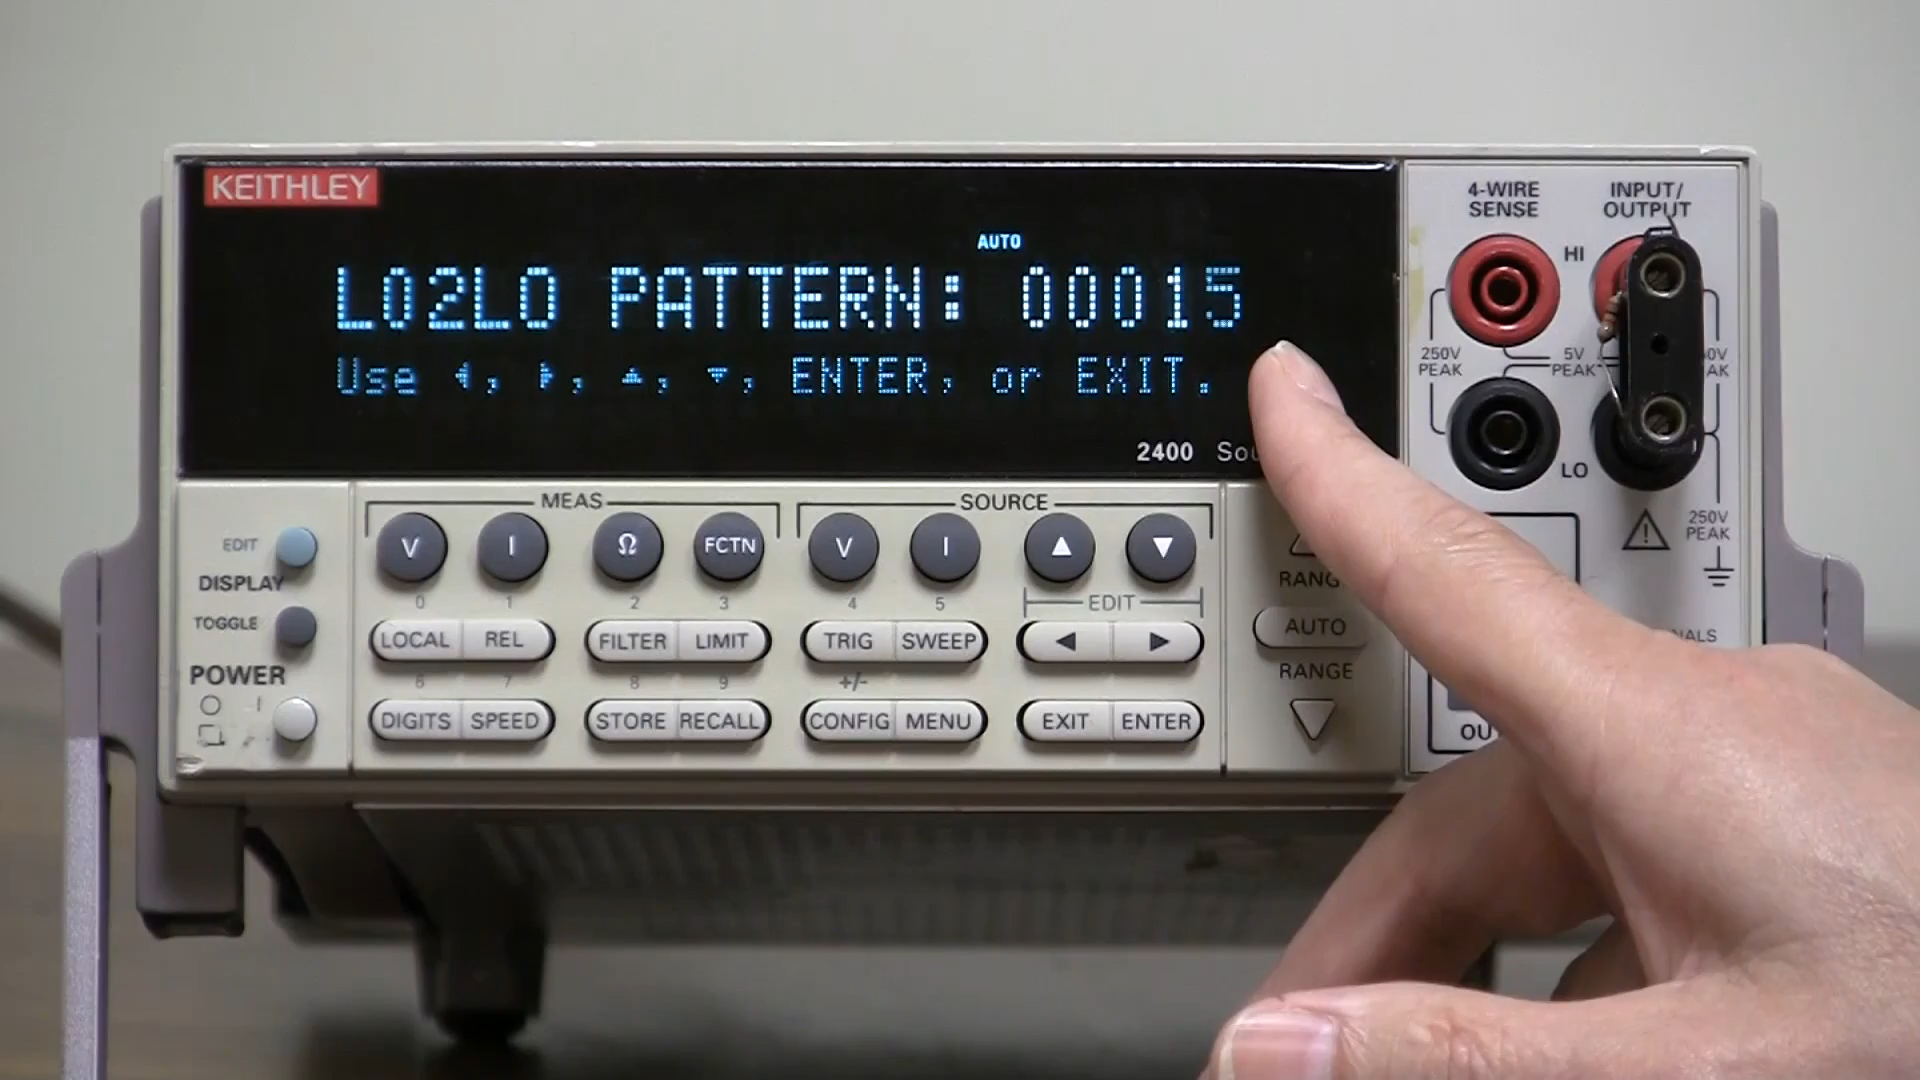 KEITHLEY
AUTO
LO2LO PATTERN: 00015
Use ◀, ▶, ▲, ▼, ENTER, or EXIT.
2400
4-WIRE
SENSE
INPUT/
OUTPUT
HI
250V
PEAK
5V
PEAK
LO
250V
PEAK
MEAS
SOURCE
EDIT
DISPLAY
TOGGLE
POWER
V I Ω FCTN V I ▲ ▼
0 1 2 3 4 5 EDIT
LOCAL REL FILTER LIMIT TRIG SWEEP ◀ ▶
6 7 8 9 +/-
DIGITS SPEED STORE RECALL CONFIG MENU EXIT ENTER
AUTO
RANGE